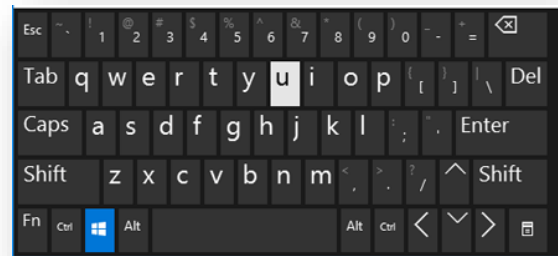 Esc ~ ` ! 1 @ 2 # 3 $ 4 % 5 ^ 6 & 7 * 8 ( 9 ) 0 _ - + =
Tab q w e r t y u i o p { [ } ] | \ Del
Caps a s d f g h j k l : ; " ' Enter
Shift z x c v b n m < , > . ? / Shift
Fn Ctrl Alt Alt Ctrl